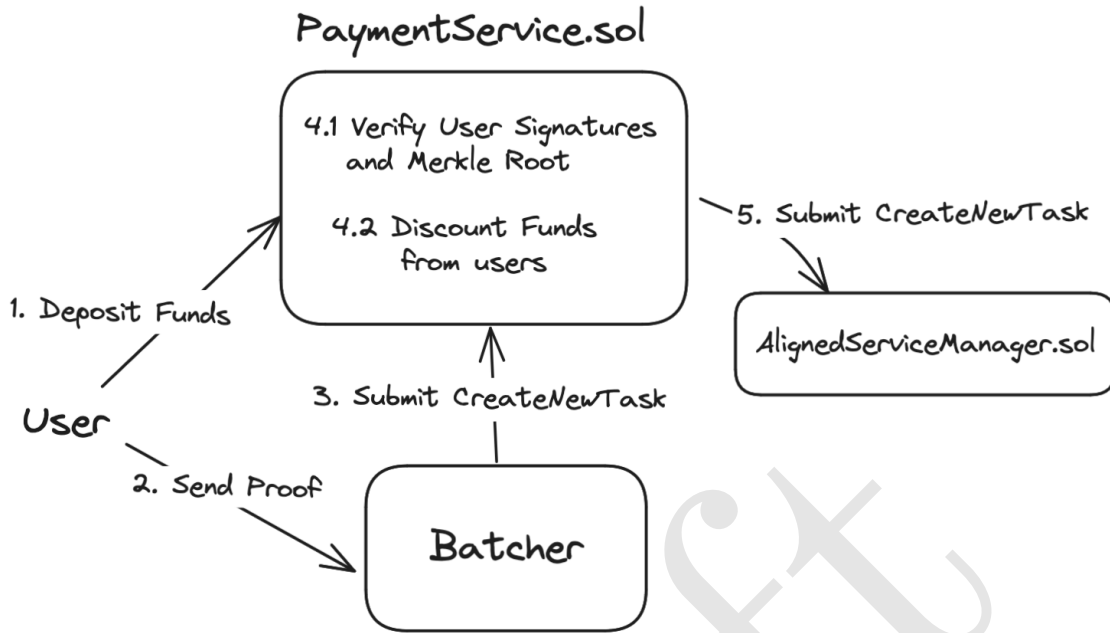 PaymentService.sol
4.1 Verify User Signatures
and Merkle Root
4.2 Discount Funds
from users
5. Submit CreateNewTask
1. Deposit Funds
AlignedServiceManager.sol
3. Submit CreateNewTask
User
2. Send Proof
Batcher
ft